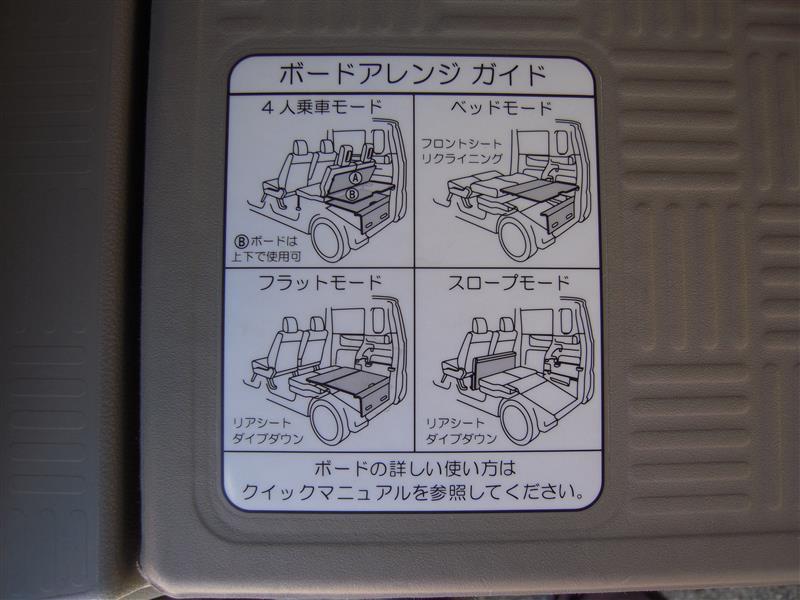 ボードアレンジ ガイド
4人乗車モード
A
B
Ⓑボードは
上下で使用可
ベッドモード
フロントシート
リクライニング
フラットモード
リアシート
ダイブダウン
スロープモード
リアシート
ダイブダウン
ボードの詳しい使い方は
クイックマニュアルを参照してください。